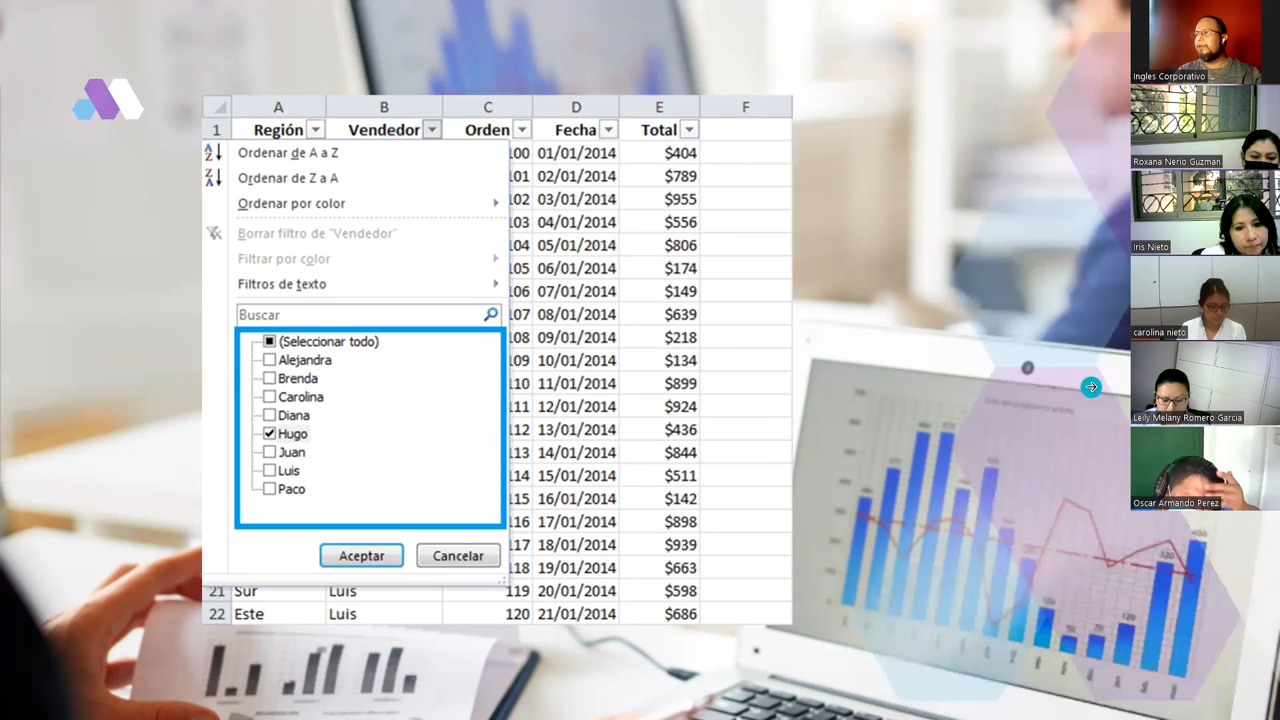 A B C D E F
1 Región Vendedor Orden Fecha Total
Ordenar de A a Z
Ordenar de Z a A
Ordenar por color
Borrar filtro de "Vendedor"
Filtrar por color
Filtros de texto
Buscar
(Seleccionar todo)
Alejandra
Brenda
Carolina
Diana
Hugo
Juan
Luis
Paco
Aceptar Cancelar
100 01/01/2014 $404
101 02/01/2014 $789
102 03/01/2014 $955
103 04/01/2014 $556
104 05/01/2014 $806
105 06/01/2014 $174
106 07/01/2014 $149
107 08/01/2014 $639
108 09/01/2014 $218
109 10/01/2014 $134
110 11/01/2014 $899
111 12/01/2014 $924
112 13/01/2014 $436
113 14/01/2014 $844
114 15/01/2014 $511
115 16/01/2014 $142
116 17/01/2014 $898
117 18/01/2014 $939
118 19/01/2014 $663
21 Sur Luis 119 20/01/2014 $598
22 Este Luis 120 21/01/2014 $686
Ingles Corporativo
Roxana Nerio Guzman
Iris Nieto
carolina nieto
Leily Melany Romero Garcia
Oscar Armando Perez